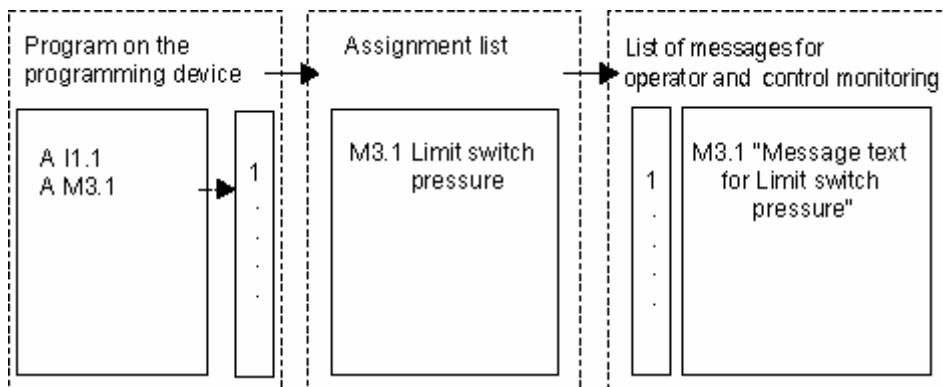 Program on the
programming device
A I1.1
A M3.1
1
.
.
.
.
Assignment list
M3.1 Limit switch
pressure
List of messages for
operator and control monitoring
1
.
.
.
.
M3.1 "Message text
for Limit switch
pressure"